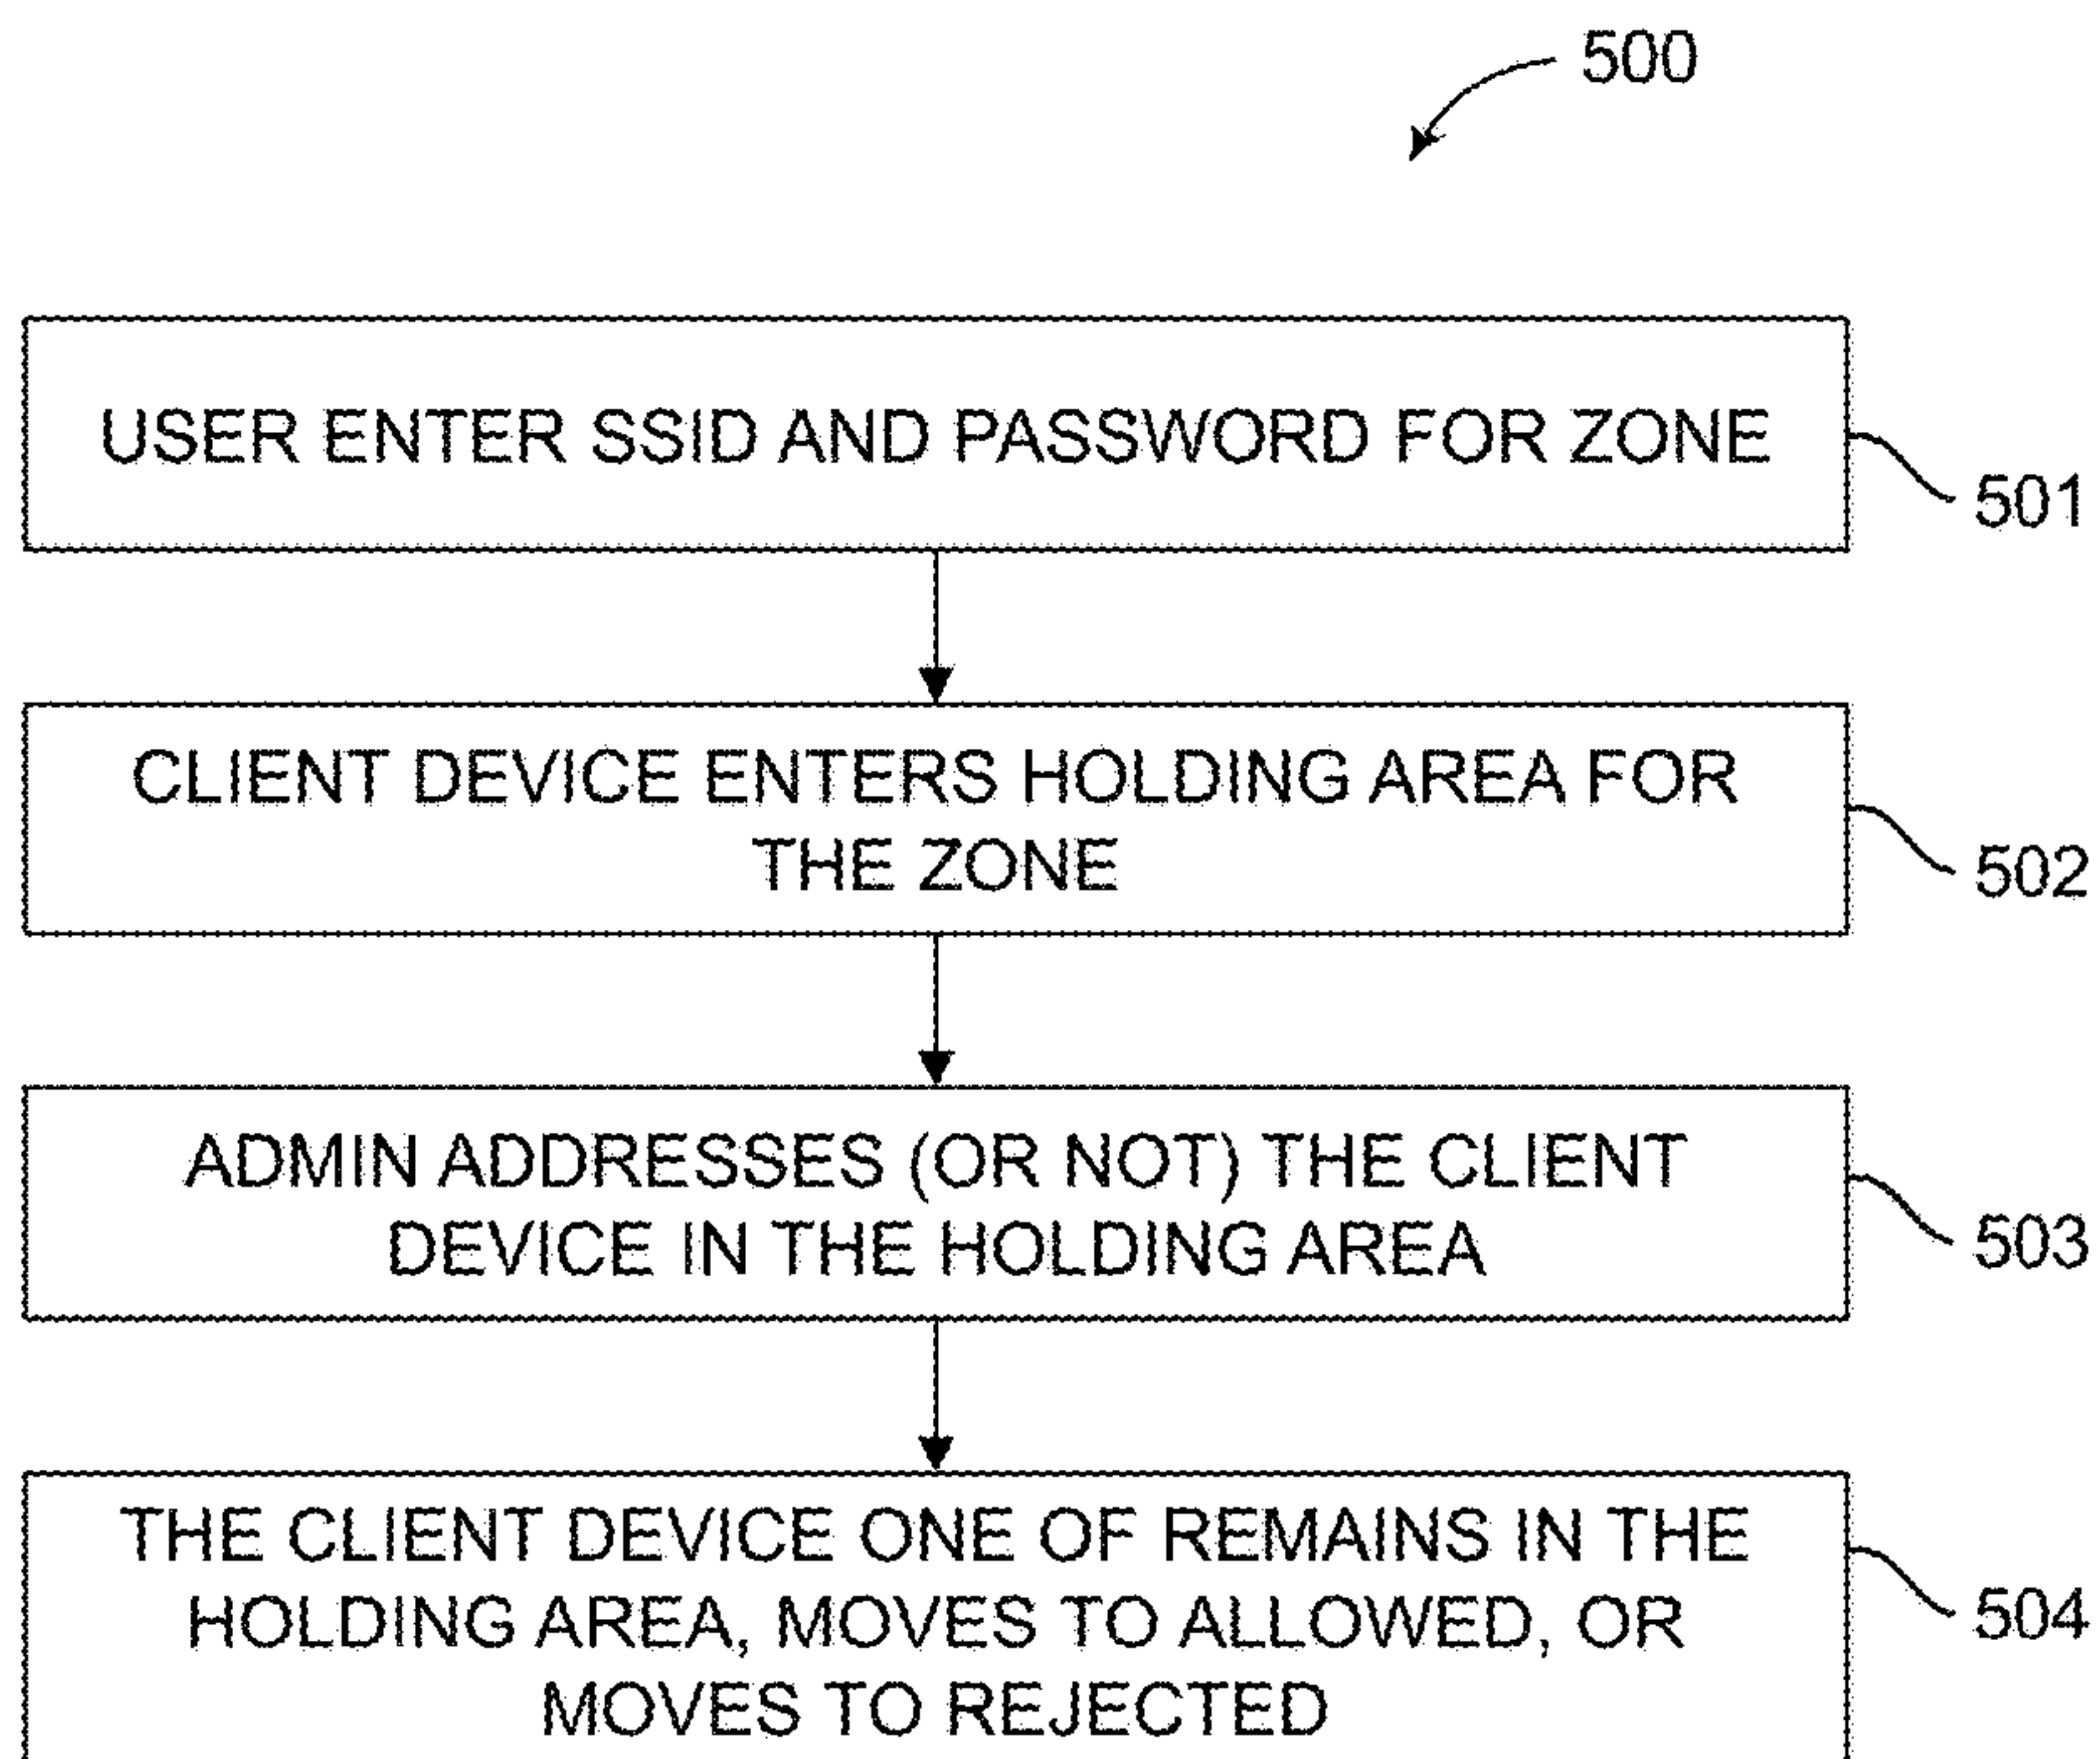 500
USER ENTER SSID AND PASSWORD FOR ZONE
501
CLIENT DEVICE ENTERS HOLDING AREA FOR
THE ZONE
502
ADMIN ADDRESSES (OR NOT) THE CLIENT
DEVICE IN THE HOLDING AREA
503
THE CLIENT DEVICE ONE OF REMAINS IN THE
HOLDING AREA, MOVES TO ALLOWED, OR
MOVES TO REJECTED
504